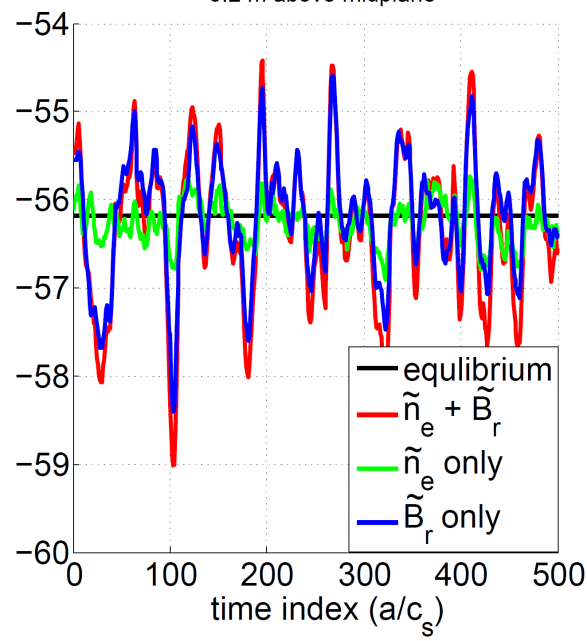 −54
−55
−56
−57
−58
−59
−60
0 100 200 300 400 500
time index (a/c_s)
equlibrium
ñ_e + B̃_r
ñ_e only
B̃_r only